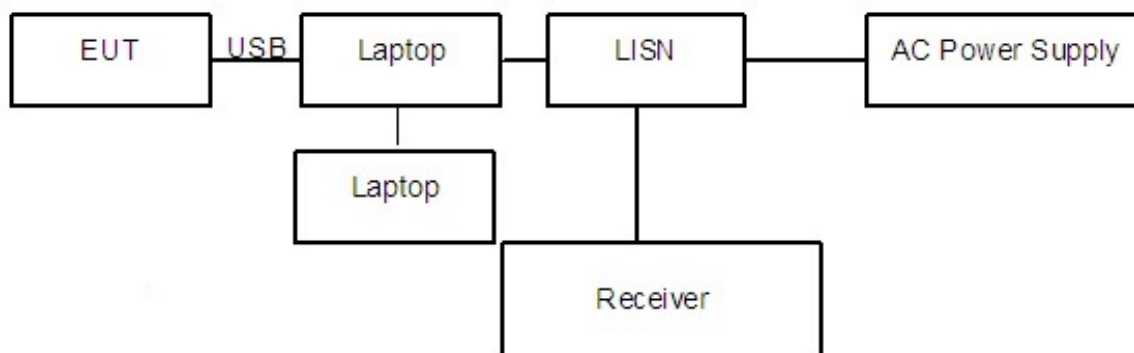 EUT
USB
Laptop
LISN
AC Power Supply
Laptop
Receiver